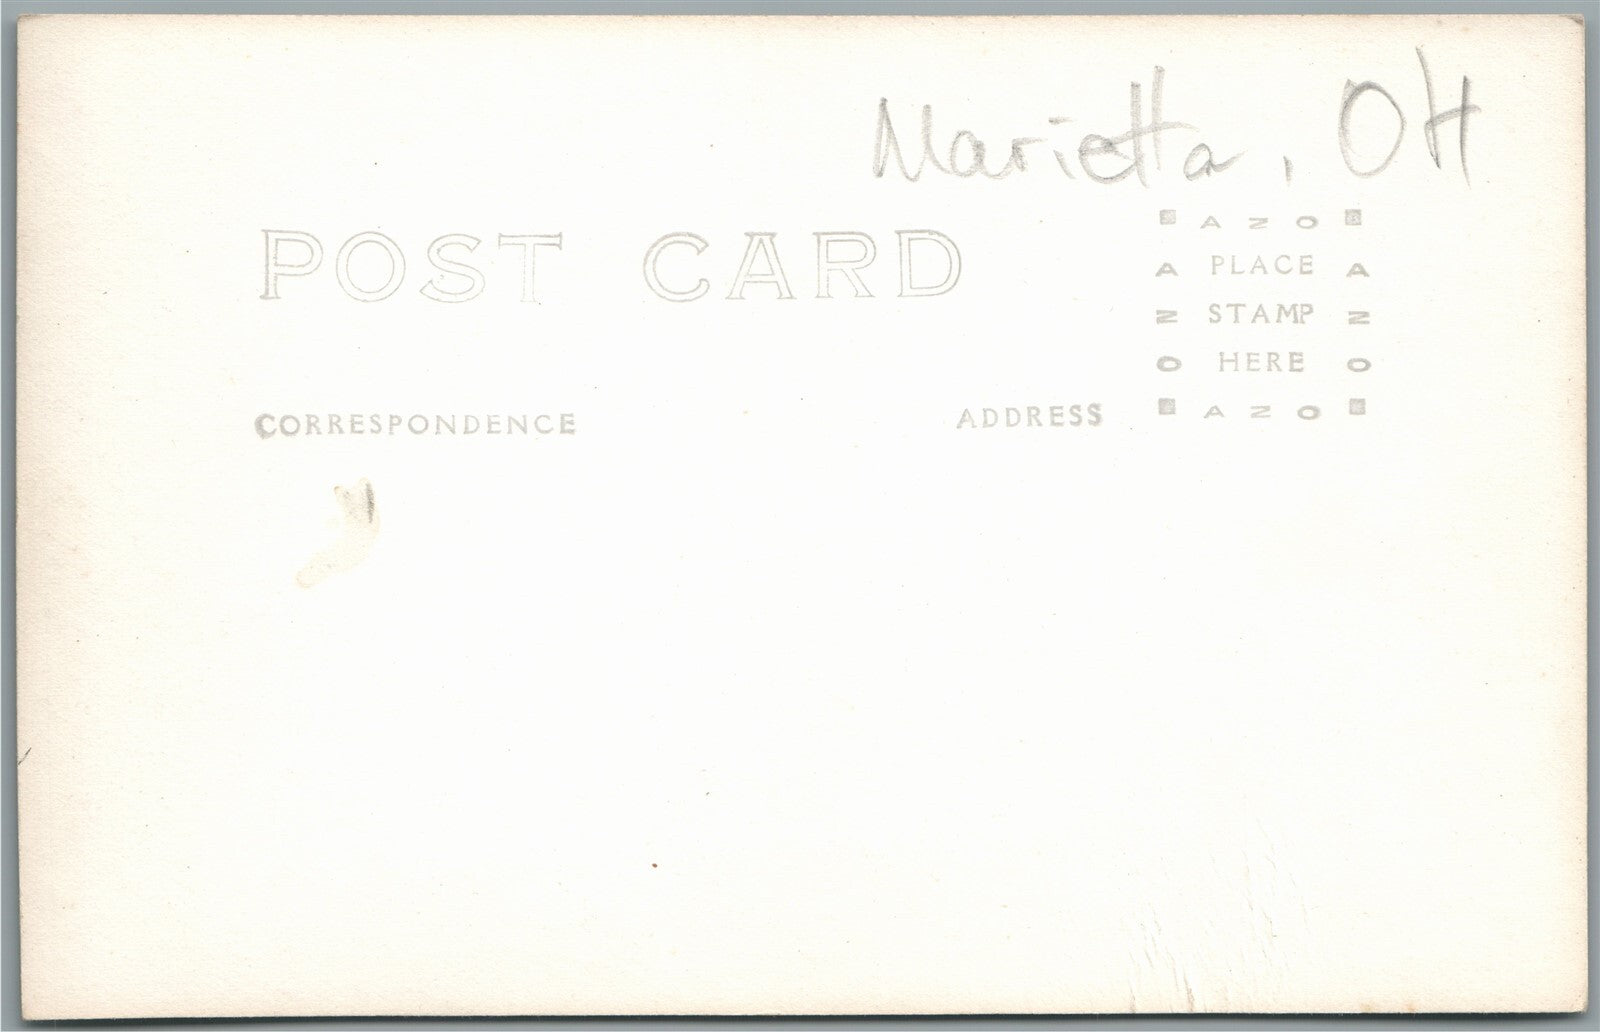 Marietta, OH
POST CARD
AZO
A PLACE A
N STAMP N
O HERE O
AZO
CORRESPONDENCE ADDRESS